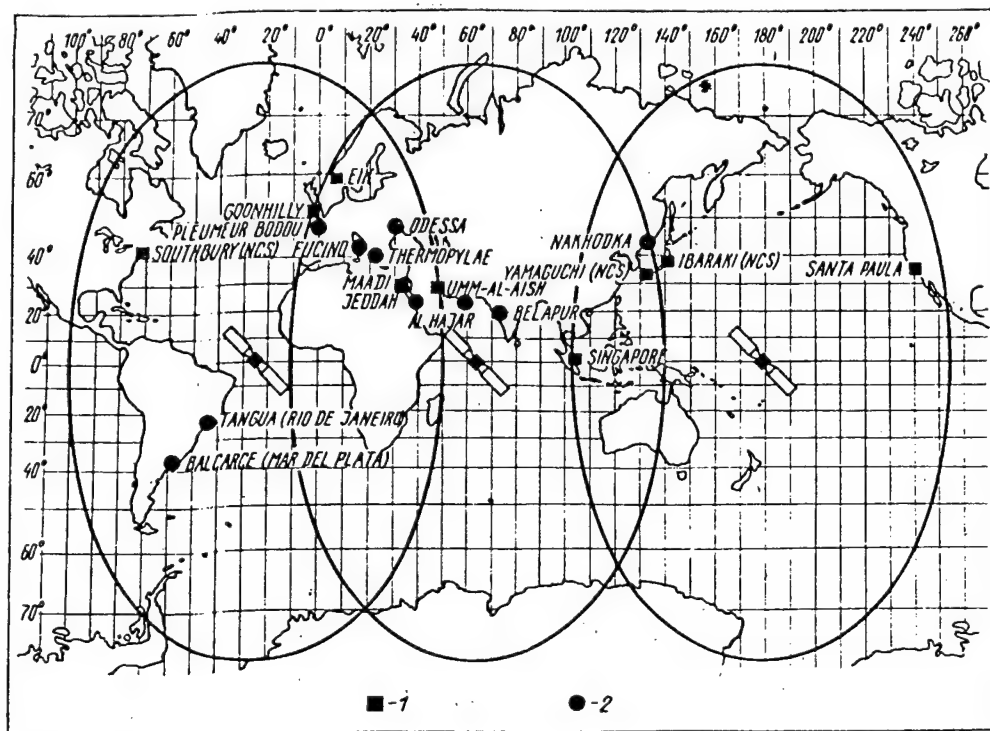 100° 80° 60° 40° 20° 0° 20° 40° 60° 80° 100° 120° 140° 160° 180° 200° 220° 240° 260°
70°
60°
EIK
GOONHILLY
PLEUMEUR BODOU
ODESSA
SOUTHBURY (NCS)
FUCINO
THERMOPYLAE
NAKHODKA
IBARAKI (NCS)
40°
YAMAGUCHI (NCS)
SANTA PAULA
MAADI
UMM-AL-AISH
JEDDAH
AL HAJAR
BELAPUR
20°
SINGAPORE
0°
20°
TANGUA (RIO DE JANEIRO)
40°
BALCARCE (MAR DEL PLATA)
60°
70°
-1
-2